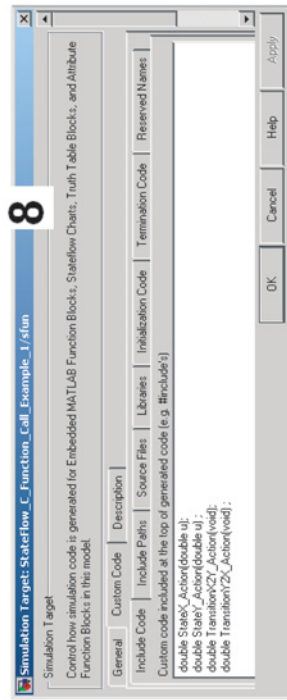 8
Simulation Target: StateFlow_C_Function_Call_Example_1/sfun
Simulation Target
Control how simulation code is generated for Embedded MATLAB Function Blocks, Stateflow Charts, Truth Table Blocks, and Attribute
Function Blocks in this model.
General Custom Code Description
Include Code Include Paths Source Files Libraries Initialization Code Termination Code Reserved Names
Custom code included at the top of generated code (e.g. #include's)
double StateX_Action(double u);
double StateY_Action(double u) ;
double TransitionX2Y_Action(void);
double TransitionY2X_Action(void) ;
OK Cancel Help Apply